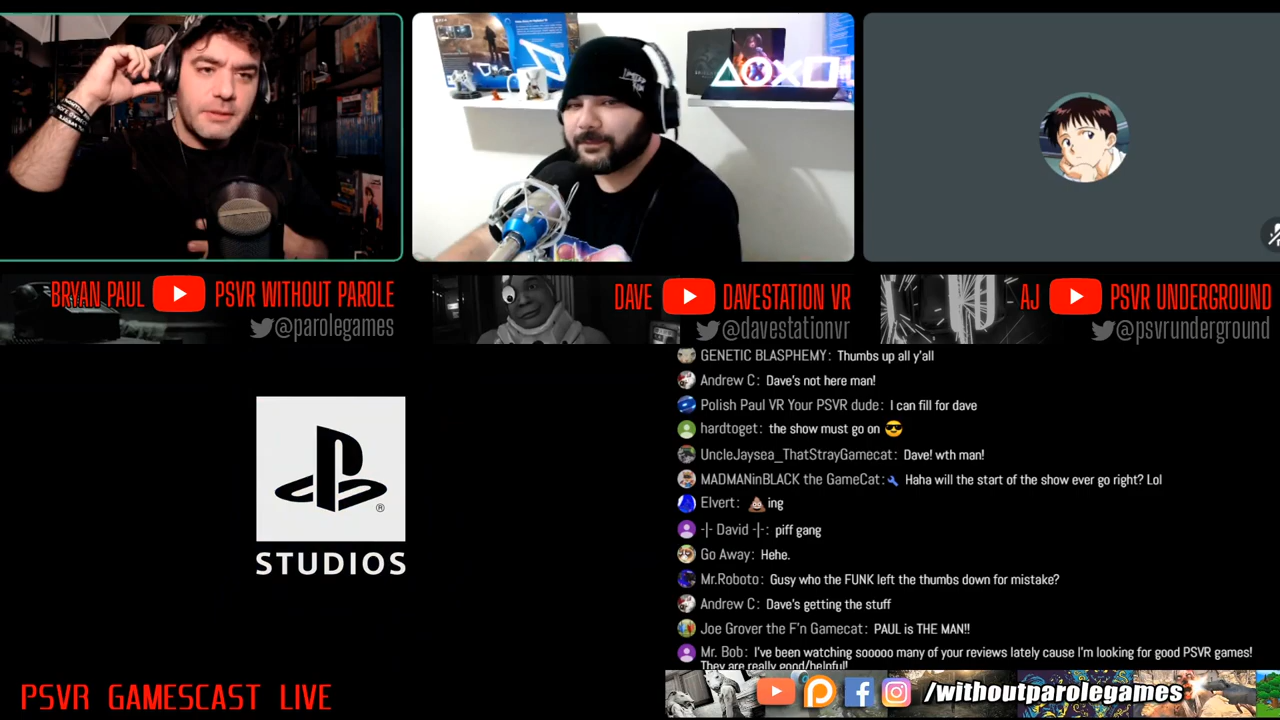 BRYAN PAUL PSVR WITHOUT PAROLE
@parolegames
DAVE DAVESTATION VR
@davestationvr
AJ PSVR UNDERGROUND
@psvrunderground
GENETIC BLASPHEMY: Thumbs up all y'all
Andrew C: Dave's not here man!
Polish Paul VR Your PSVR dude: I can fill for dave
hardtoget: the show must go on 😎
UncleJaysea_ThatStrayGamecat: Dave! wth man!
MADMANinBLACK the GameCat: Haha will the start of the show ever go right? Lol
Elvert: 💩ing
-|- David -|-: piff gang
Go Away: Hehe.
Mr.Roboto: Gusy who the FUNK left the thumbs down for mistake?
Andrew C: Dave's getting the stuff
Joe Grover the F'n Gamecat: PAUL is THE MAN!!
Mr. Bob: I've been watching sooooo many of your reviews lately cause I'm looking for good PSVR games!
They are really good/helpful!
®
STUDIOS
PSVR GAMESCAST LIVE
/withoutparolegames